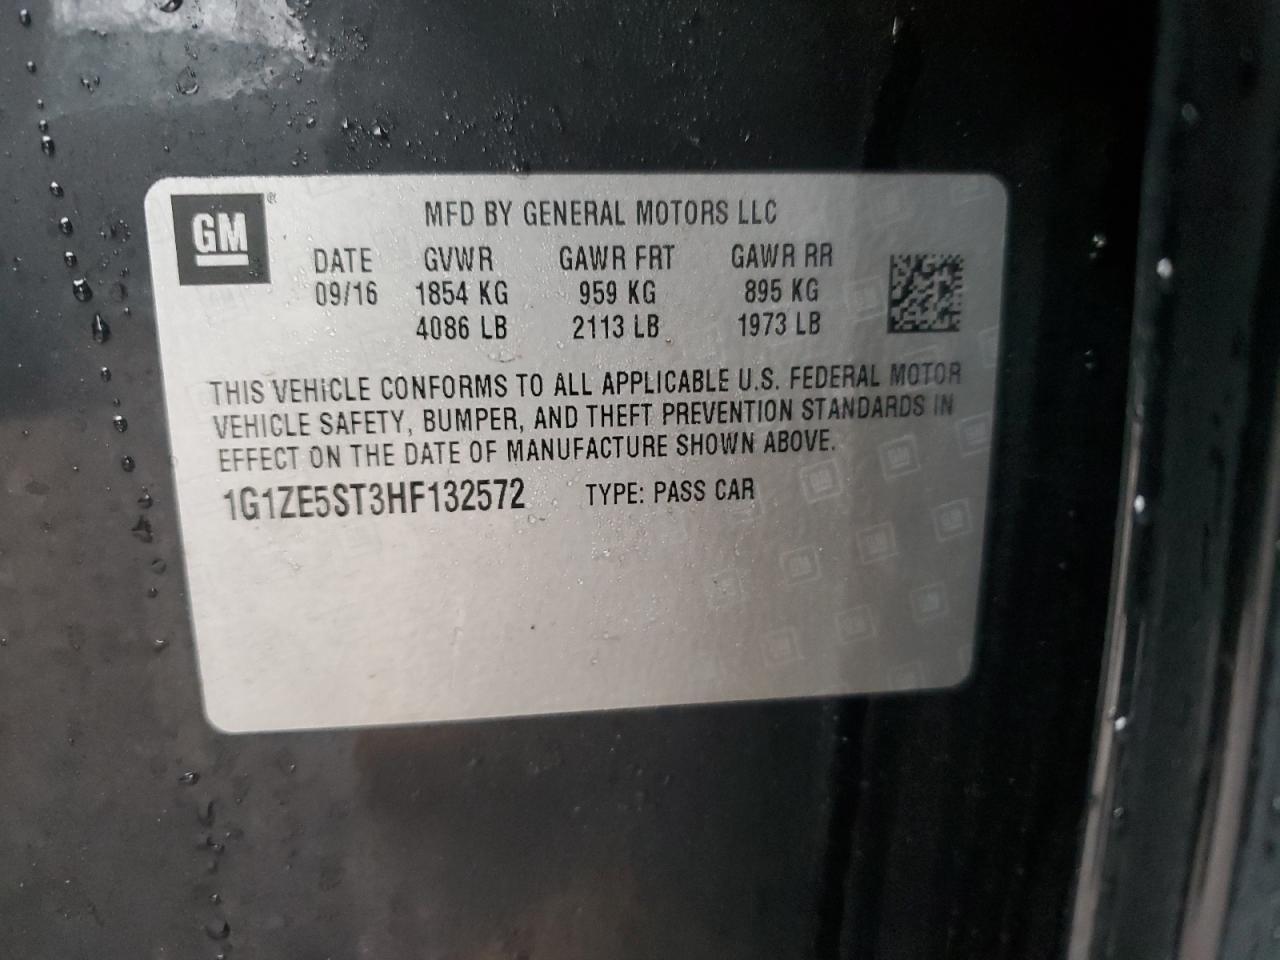 GM ®
MFD BY GENERAL MOTORS LLC
DATE GVWR GAWR FRT GAWR RR
09/16 1854 KG 959 KG 895 KG
4086 LB 2113 LB 1973 LB
THIS VEHICLE CONFORMS TO ALL APPLICABLE U.S. FEDERAL MOTOR
VEHICLE SAFETY, BUMPER, AND THEFT PREVENTION STANDARDS IN
EFFECT ON THE DATE OF MANUFACTURE SHOWN ABOVE.
1G1ZE5ST3HF132572 TYPE: PASS CAR